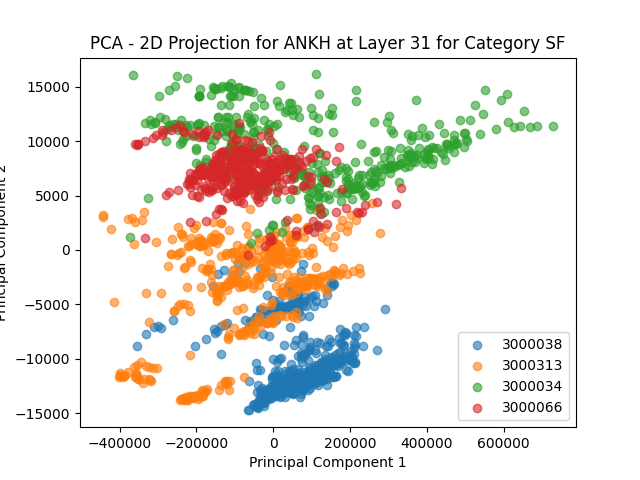 PCA - 2D Projection for ANKH at Layer 31 for Category SF
15000
10000
5000
0
−5000
−10000
−15000
Principal Component 2
3000038
3000313
3000034
3000066
−400000 −200000 0 200000 400000 600000
Principal Component 1